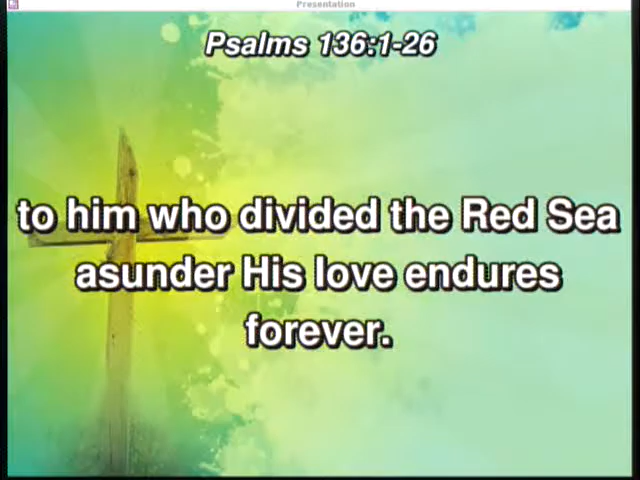 Presentation
Psalms 136:1-26
to him who divided the Red Sea
asunder His love endures
forever.